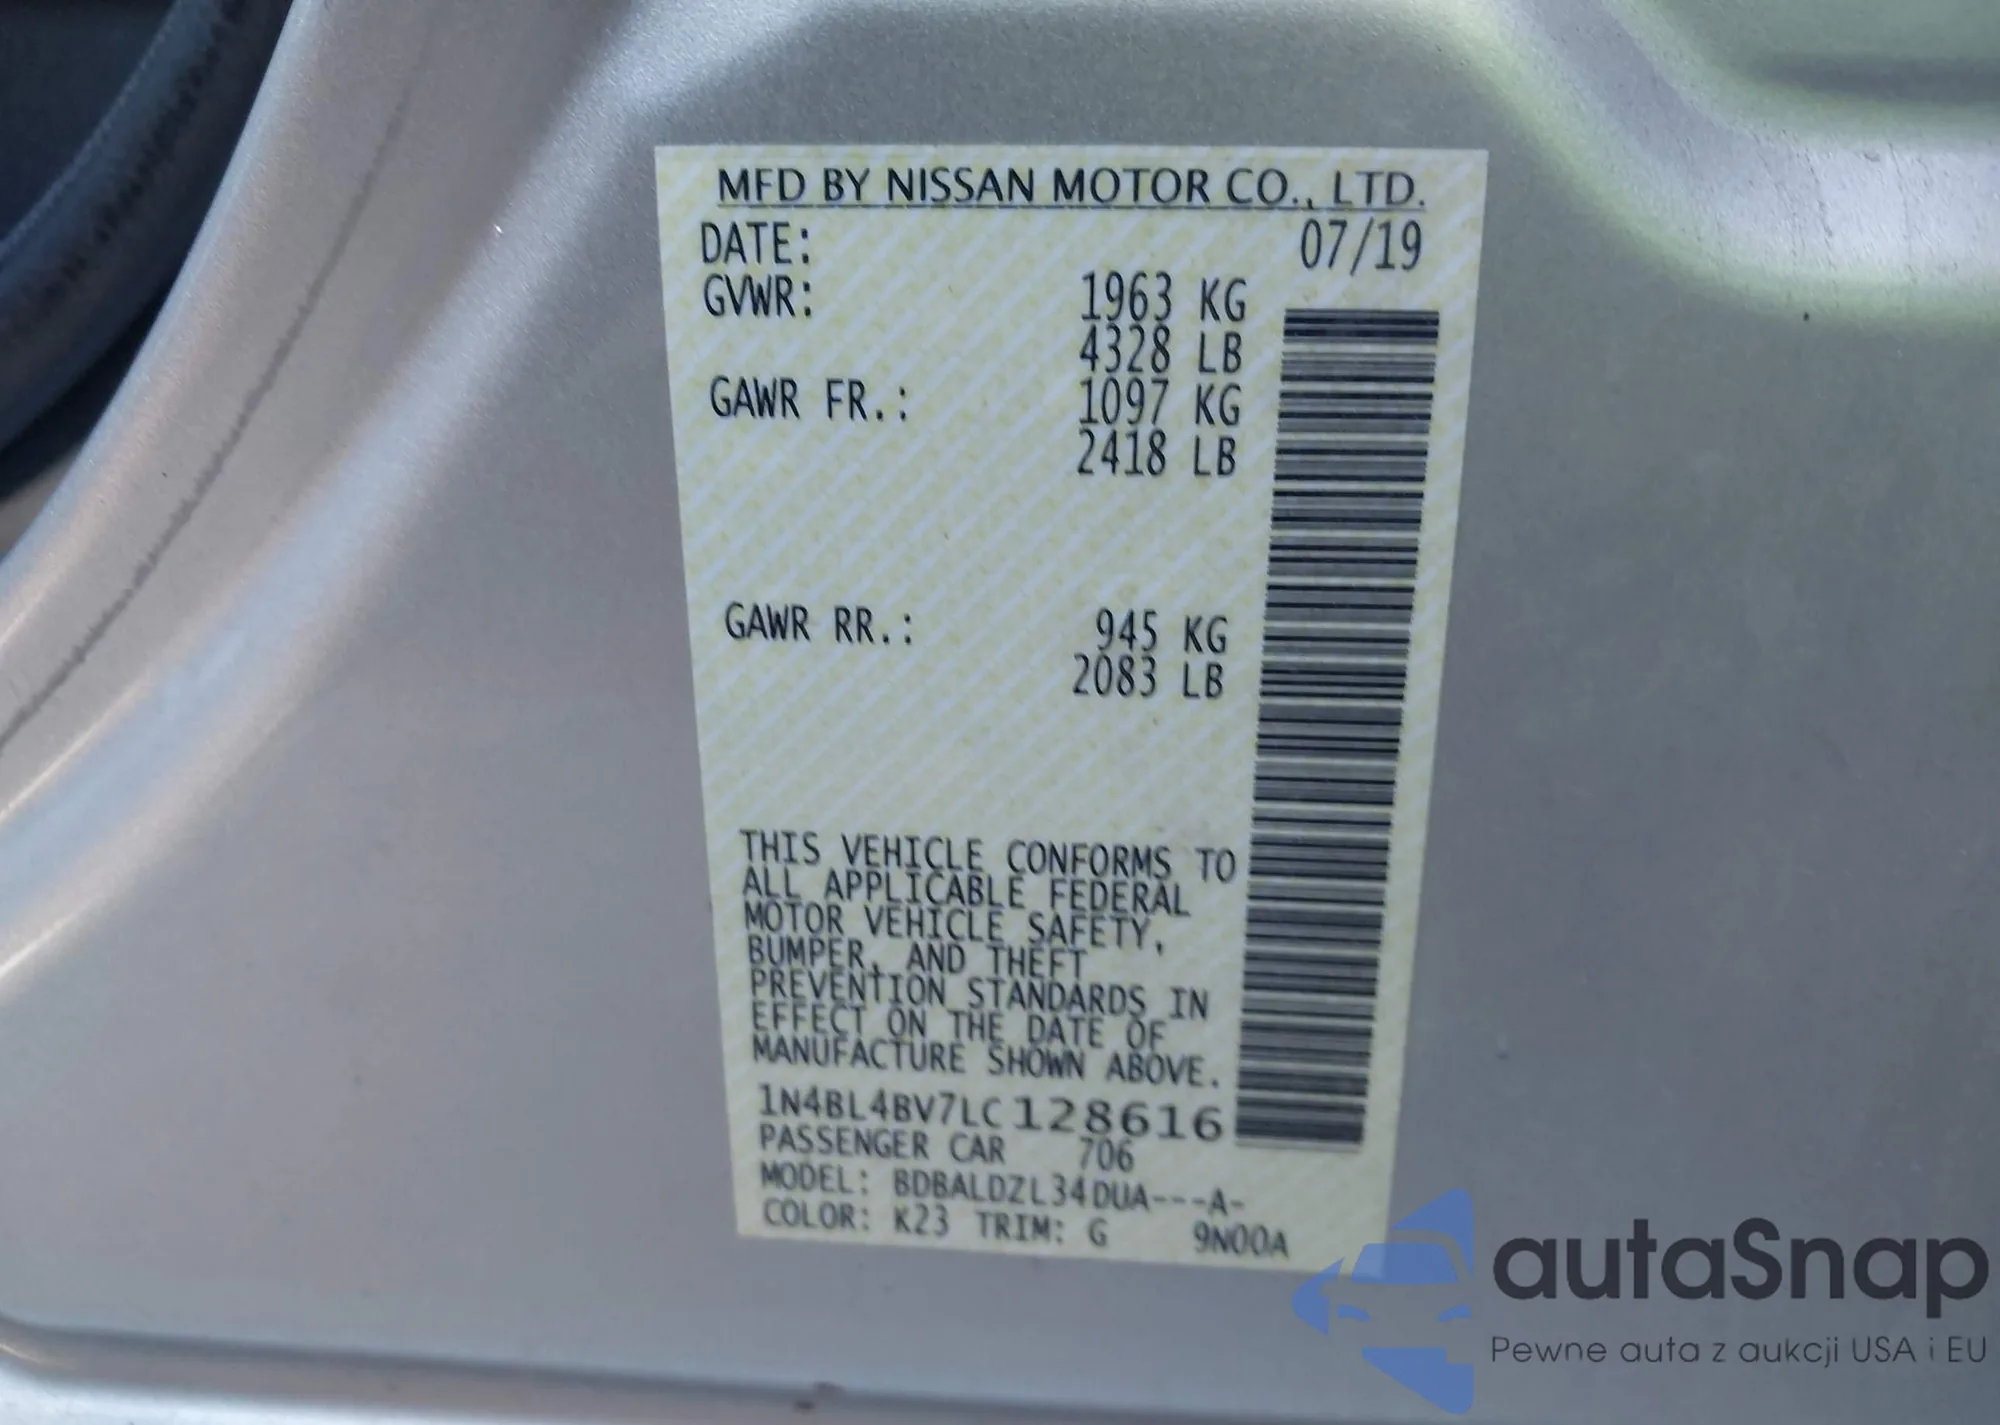 MFD BY NISSAN MOTOR CO., LTD.
DATE: 07/19
GVWR: 1963 KG
4328 LB
GAWR FR.: 1097 KG
2418 LB
GAWR RR.: 945 KG
2083 LB
THIS VEHICLE CONFORMS TO
ALL APPLICABLE FEDERAL
MOTOR VEHICLE SAFETY,
BUMPER, AND THEFT
PREVENTION STANDARDS IN
EFFECT ON THE DATE OF
MANUFACTURE SHOWN ABOVE.
1N4BL4BV7LC128616
PASSENGER CAR 706
MODEL: BDBALDZL34DUA---A-
COLOR: K23 TRIM: G 9N00A
autaSnap
Pewne auta z aukcji USA i EU